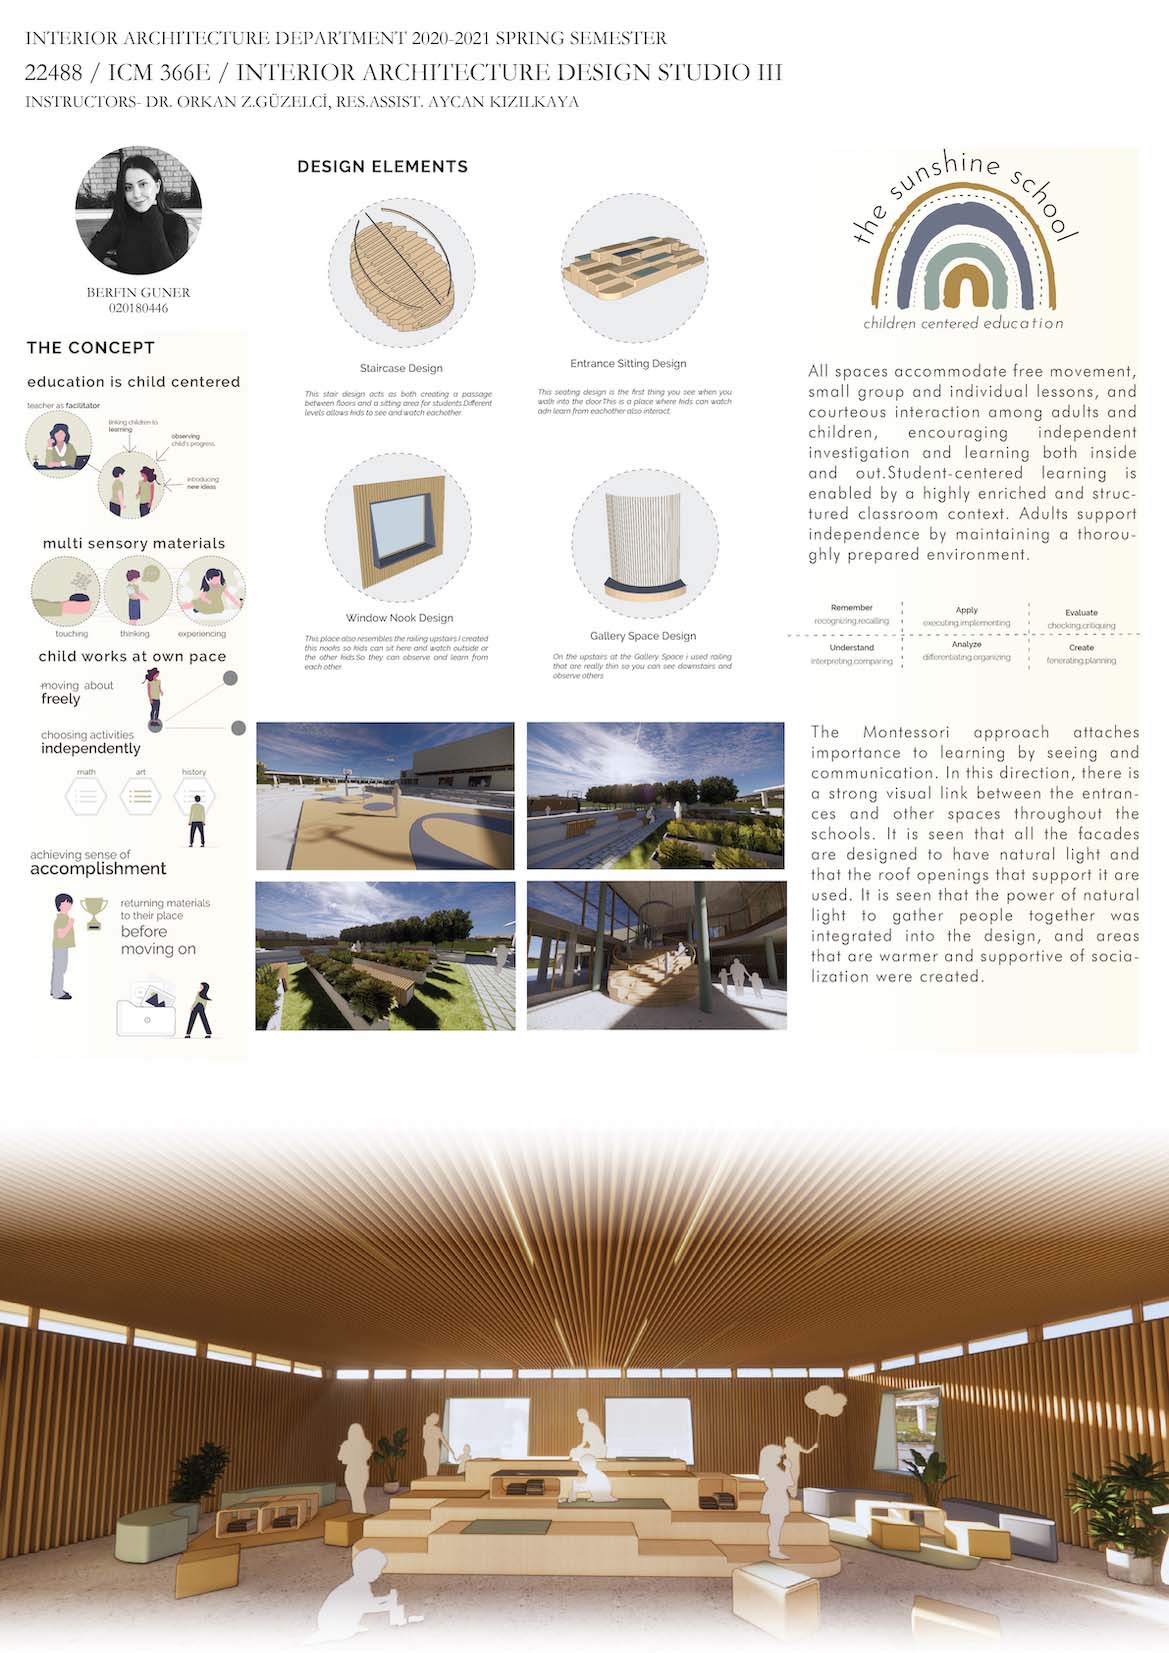 INTERIOR ARCHITECTURE DEPARTMENT 2020-2021 SPRING SEMESTER
22488 / ICM 366E / INTERIOR ARCHITECTURE DESIGN STUDIO III
INSTRUCTORS- DR. ORKAN Z.GÜZELCİ, RES.ASSIST. AYCAN KIZILKAYA
BERFIN GUNER
020180446
THE CONCEPT
education is child centered
teacher as facilitator
linking children to
learning
observing
child's progress
introducing
new ideas
multi sensory materials
touching
thinking
experiencing
child works at own pace
moving about
freely
choosing activities
independently
math
art
history
achieving sense of
accomplishment
returning materials
to their place
before
moving on
DESIGN ELEMENTS
Staircase Design
This stair design acts as both creating a passage
between floors and a sitting area for students.Different
levels allows kids to see and watch eachother.
Entrance Sitting Design
This seating design is the first thing you see when you
walk into the door.This is a place where kids can watch
adn learn from eachother also interact.
Window Nook Design
This place also resembles the railing upstairs.I created
this nooks so kids can sit here and watch outside or
the other kids.So they can observe and learn from
each other.
Gallery Space Design
On the upstairs at the Gallery Space i used railing
that are really thin so you can see downstairs and
observe others
the sunshine school
children centered education
All spaces accommodate free movement,
small group and individual lessons, and
courteous interaction among adults and
children, encouraging independent
investigation and learning both inside
and out.Student-centered learning is
enabled by a highly enriched and struc-
tured classroom context. Adults support
independence by maintaining a thorou-
ghly prepared environment.
Remember
recognizing,recalling
Apply
executing,implementing
Evaluate
checking,critiquing
Understand
interpreting,comparing
Analyze
differentiating,organizing
Create
fenerating,planning
The Montessori approach attaches
importance to learning by seeing and
communication. In this direction, there is
a strong visual link between the entran-
ces and other spaces throughout the
schools. It is seen that all the facades
are designed to have natural light and
that the roof openings that support it are
used. It is seen that the power of natural
light to gather people together was
integrated into the design, and areas
that are warmer and supportive of socia-
lization were created.